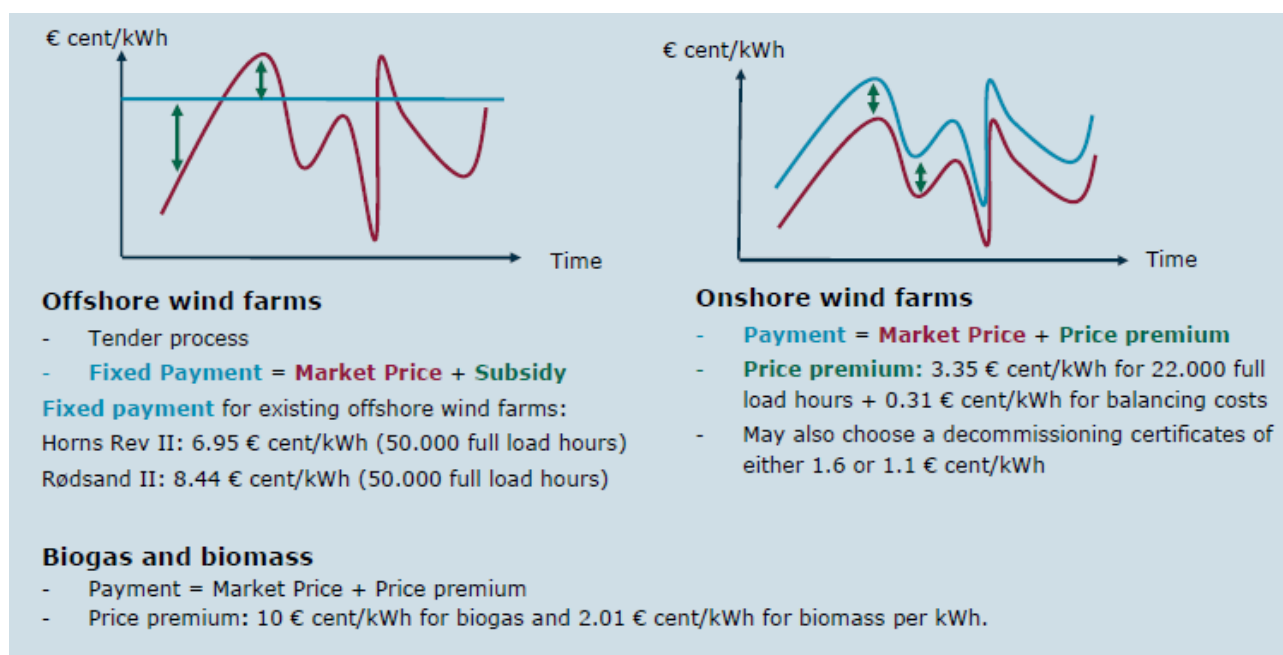 € cent/kWh
Time
Offshore wind farms
- Tender process
- Fixed Payment = Market Price + Subsidy
Fixed payment for existing offshore wind farms:
Horns Rev II: 6.95 € cent/kWh (50.000 full load hours)
Rødsand II: 8.44 € cent/kWh (50.000 full load hours)
€ cent/kWh
Time
Onshore wind farms
- Payment = Market Price + Price premium
- Price premium: 3.35 € cent/kWh for 22.000 full
load hours + 0.31 € cent/kWh for balancing costs
- May also choose a decommissioning certificates of
either 1.6 or 1.1 € cent/kWh
Biogas and biomass
- Payment = Market Price + Price premium
- Price premium: 10 € cent/kWh for biogas and 2.01 € cent/kWh for biomass per kWh.